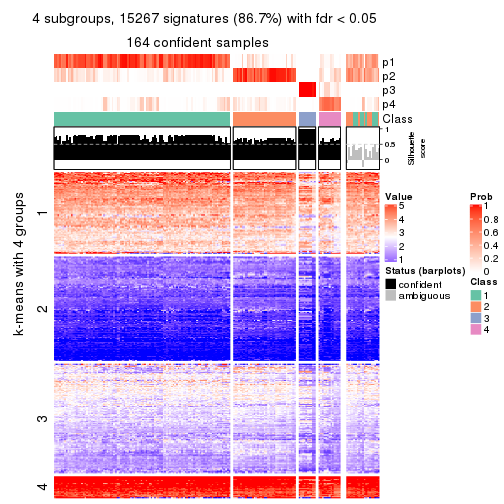 4 subgroups, 15267 signatures (86.7%) with fdr < 0.05
164 confident samples
p1
p2
p3
p4
Class
1
0.5
0
Silhouette
score
k-means with 4 groups
1
2
3
4
Value
5
4
3
2
1
Status (barplots)
confident
ambiguous
Prob
1
0.8
0.6
0.4
0.2
0
Class
1
2
3
4